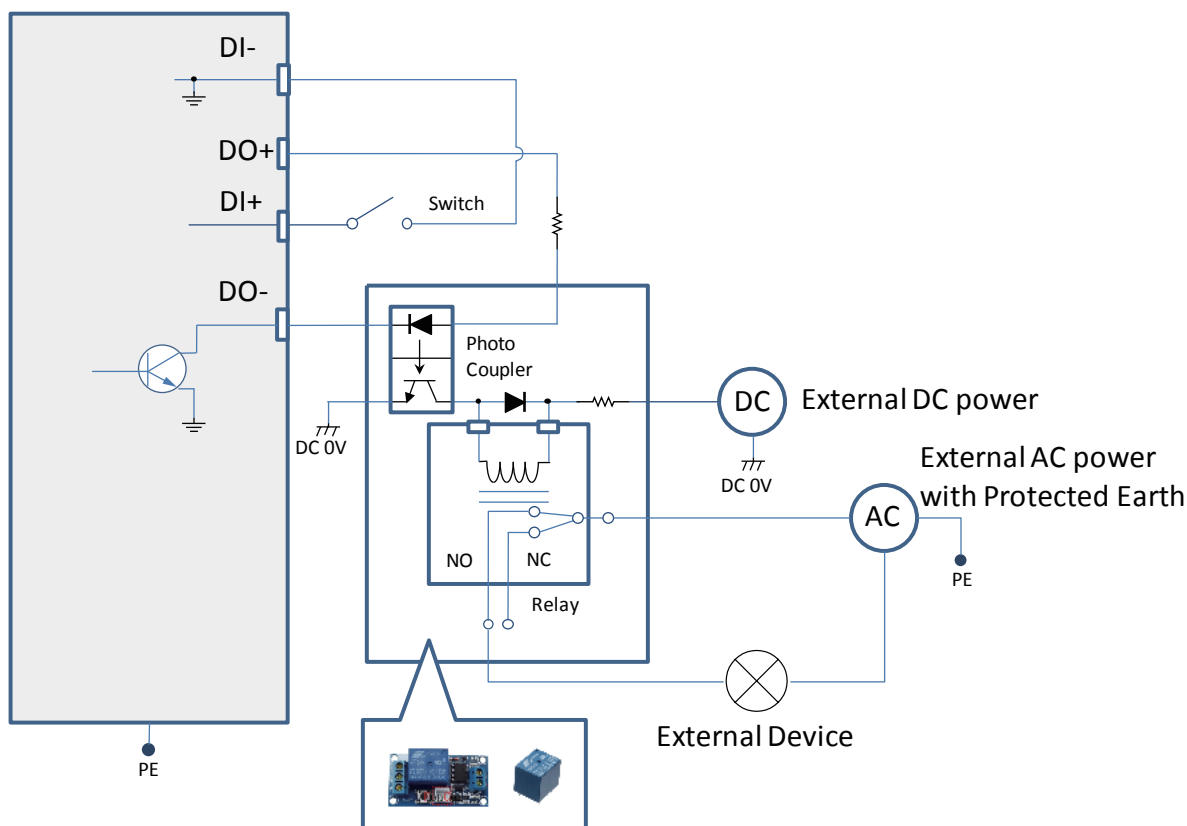 DI-
DO+
DI+
Switch
DO-
Photo
Coupler
DC
External DC power
DC 0V
DC 0V
External AC power
with Protected Earth
AC
NO
NC
PE
Relay
External Device
PE